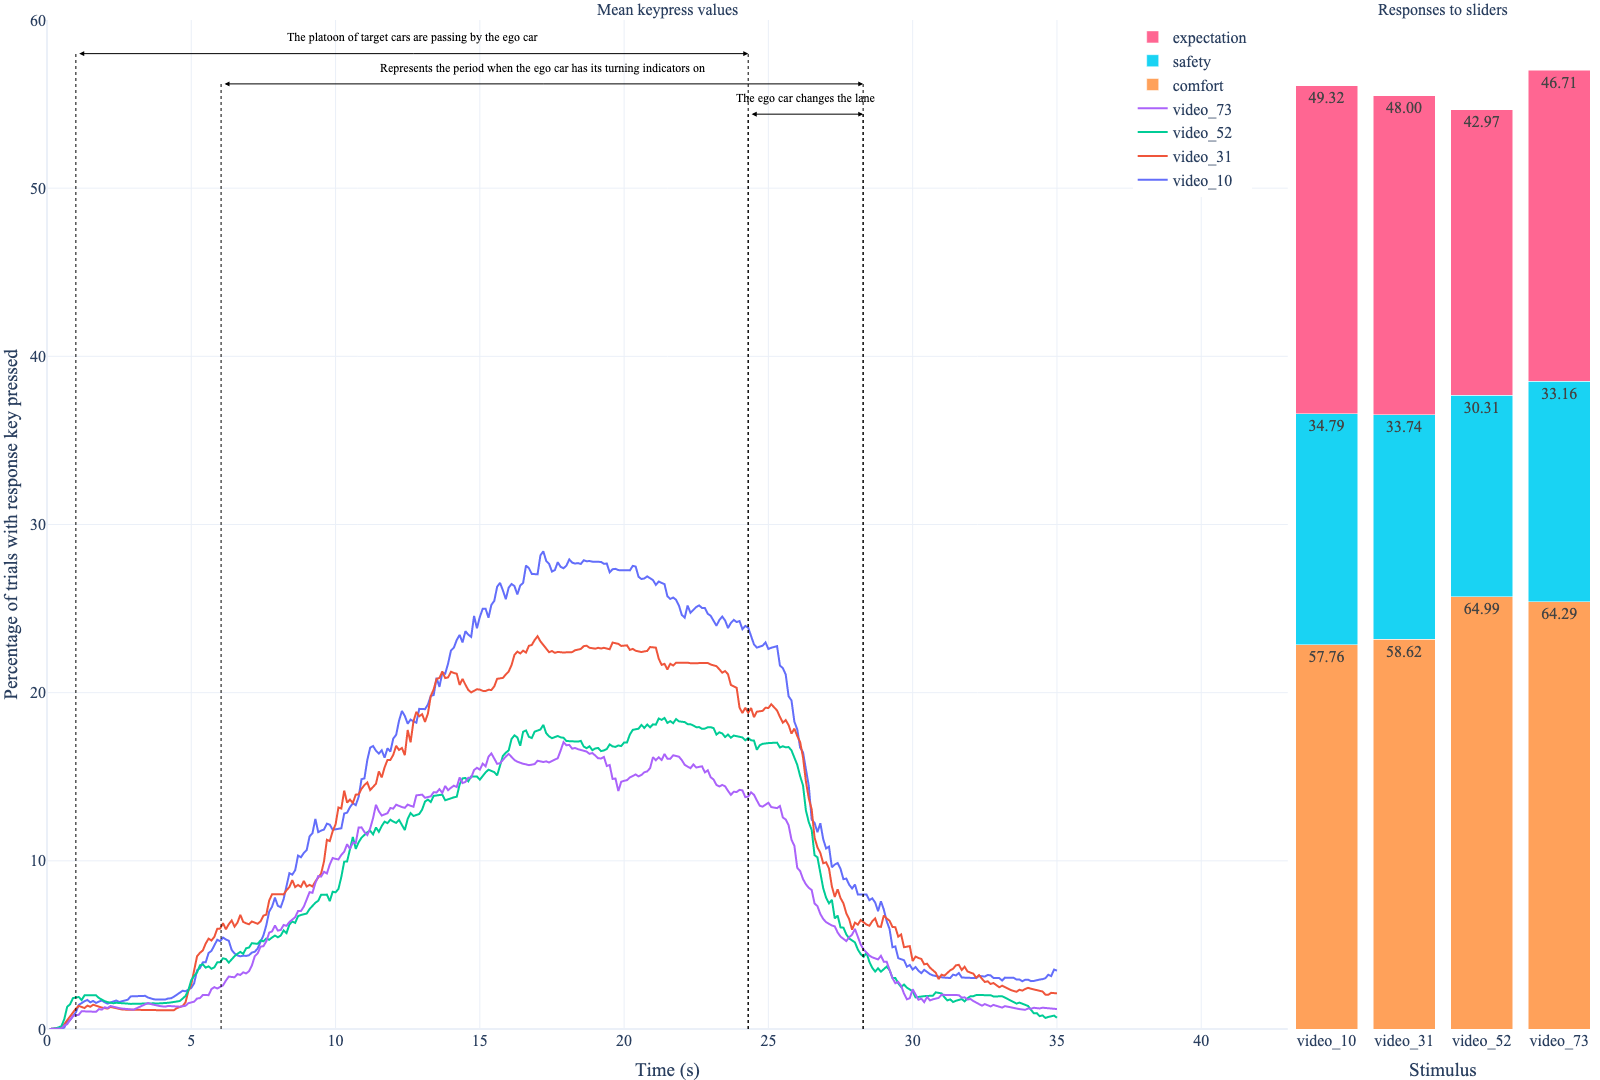 Mean keypress values
Responses to sliders
The platoon of target cars are passing by the ego car
Represents the period when the ego car has its turning indicators on
The ego car changes the lane
expectation
safety
comfort
video_73
video_52
video_31
video_10
Percentage of trials with response key pressed
60
50
40
30
20
10
0
0 5 10 15 20 25 30 35 40
Time (s)
49.32 48.00 42.97 46.71
34.79 33.74 30.31 33.16
57.76 58.62 64.99 64.29
video_10 video_31 video_52 video_73
Stimulus